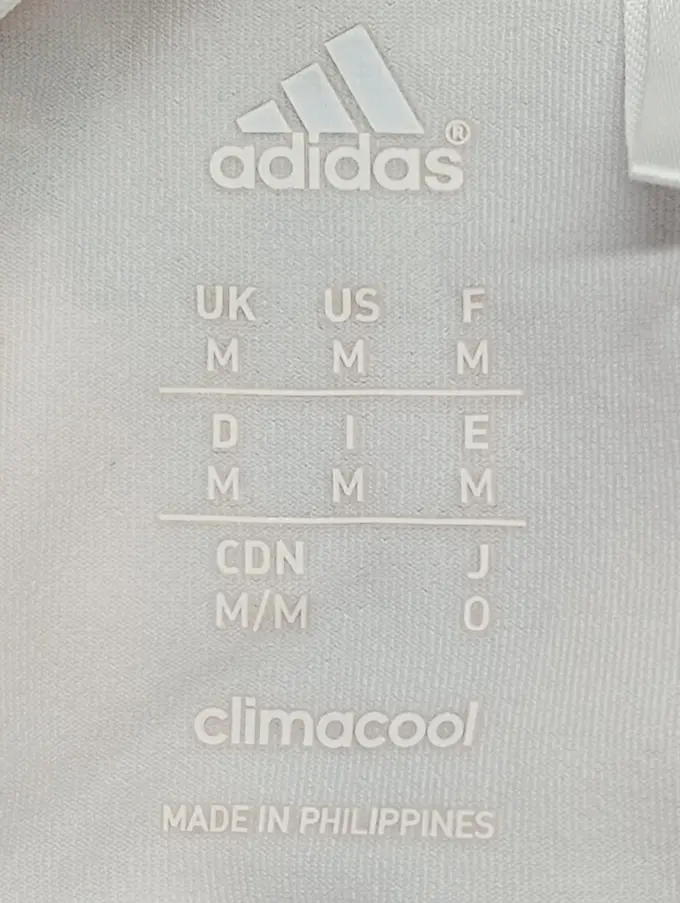 adidas®
UK US F
M M M
D I E
M M M
CDN J
M/M O
climacool
MADE IN PHILIPPINES